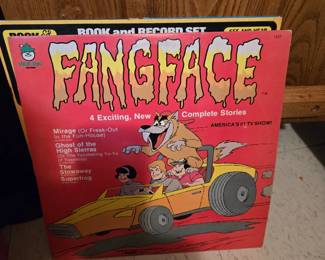 BOOK and RECORD SET
FANGFACE
4 Exciting, New Complete Stories
AMERICA'S #1 TV SHOW!
Mirage (Or Freak-Out
in the Fun-House)
Ghost of the
High Sierras
The
Stowaway
Superfrog